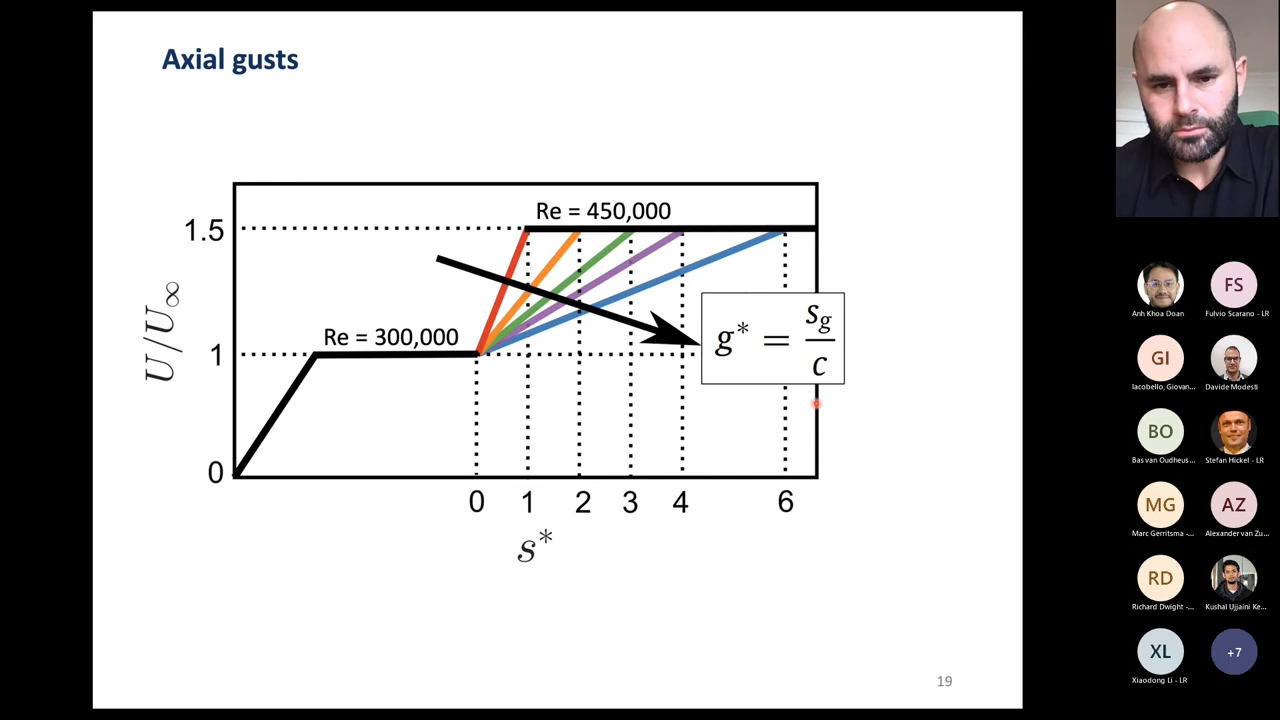 Axial gusts
Re = 450,000
1.5
Re = 300,000
1
0
U/U∞
g* = s_g/c
0 1 2 3 4 6
s*
19
Anh Khoa Doan
FS
Fulvio Scarano - LR
GI
Iacobello, Giovan...
Davide Modesti
BO
Bas van Oudheus...
Stefan Hickel - LR
MG
Marc Gerritsma -...
AZ
Alexander van Zu...
RD
Richard Dwight -...
Kushal Ujjaini Ke...
XL
Xiaodong Li - LR
+7